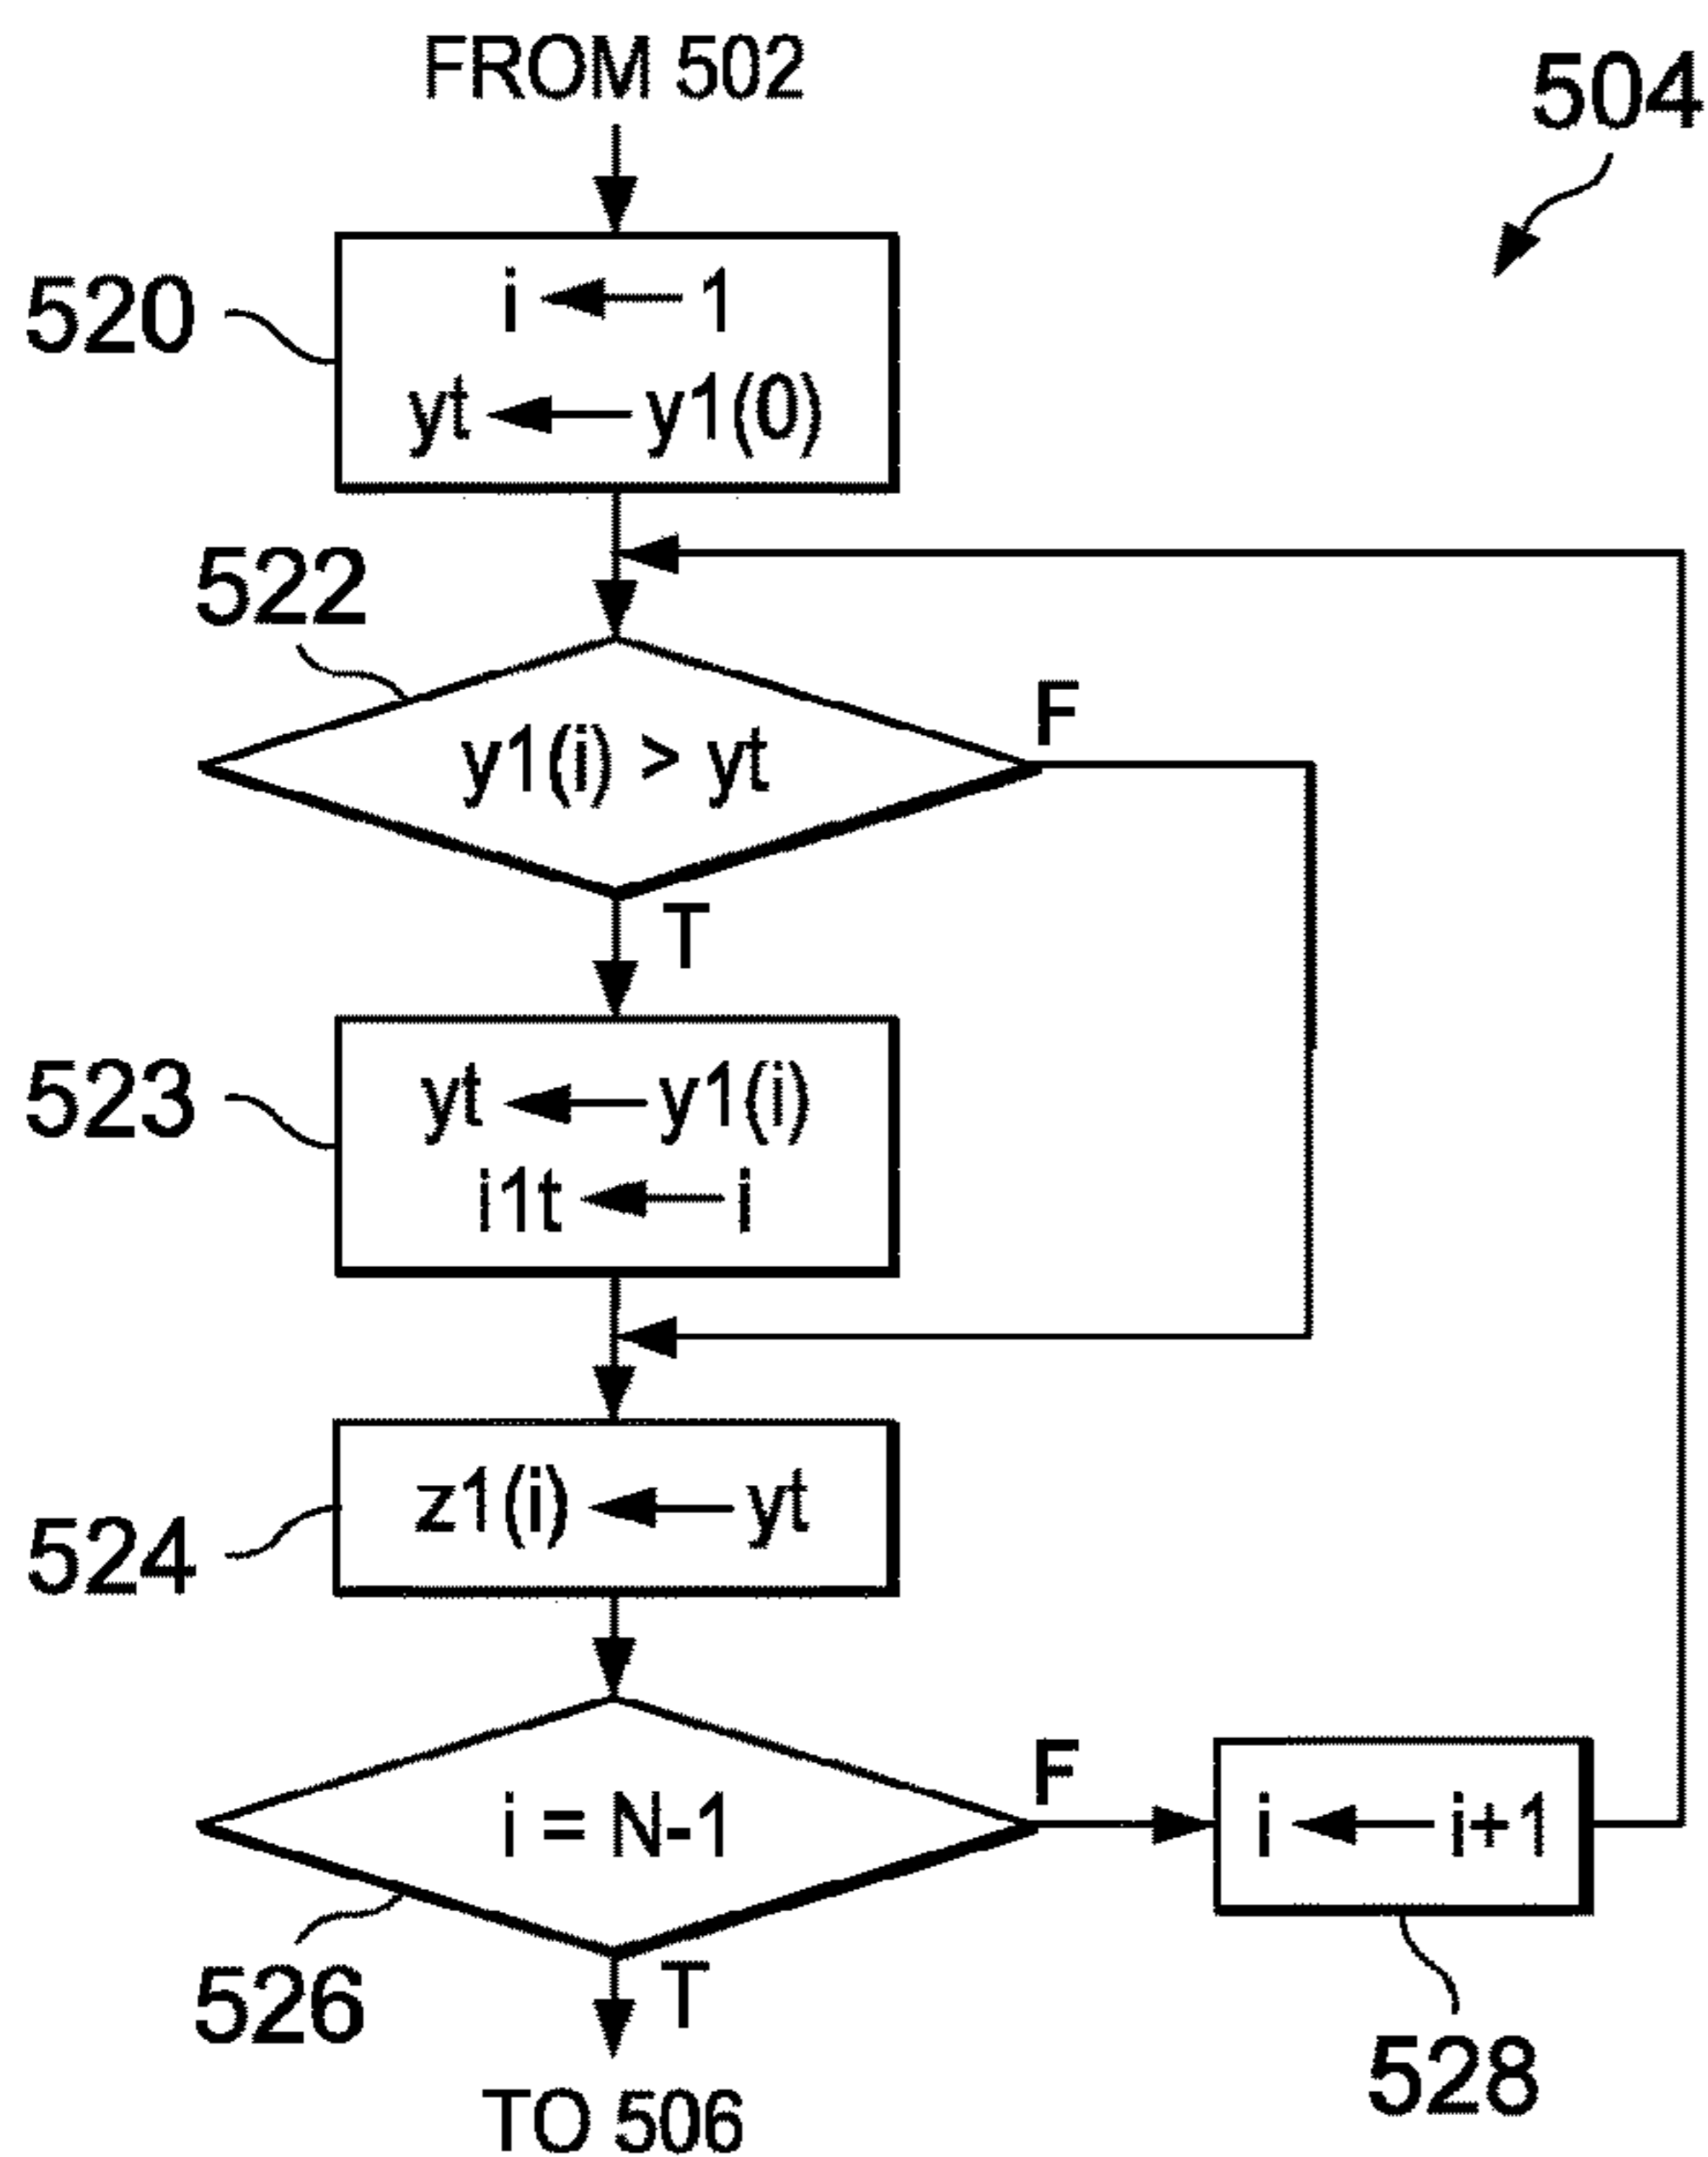 FROM 502
504
520
i ← 1
yt ← y1(0)
522
y1(i) > yt
F
T
523
yt ← y1(i)
i1t ← i
524
z1(i) ← yt
i = N-1
F
i ← i+1
526
T
528
TO 506